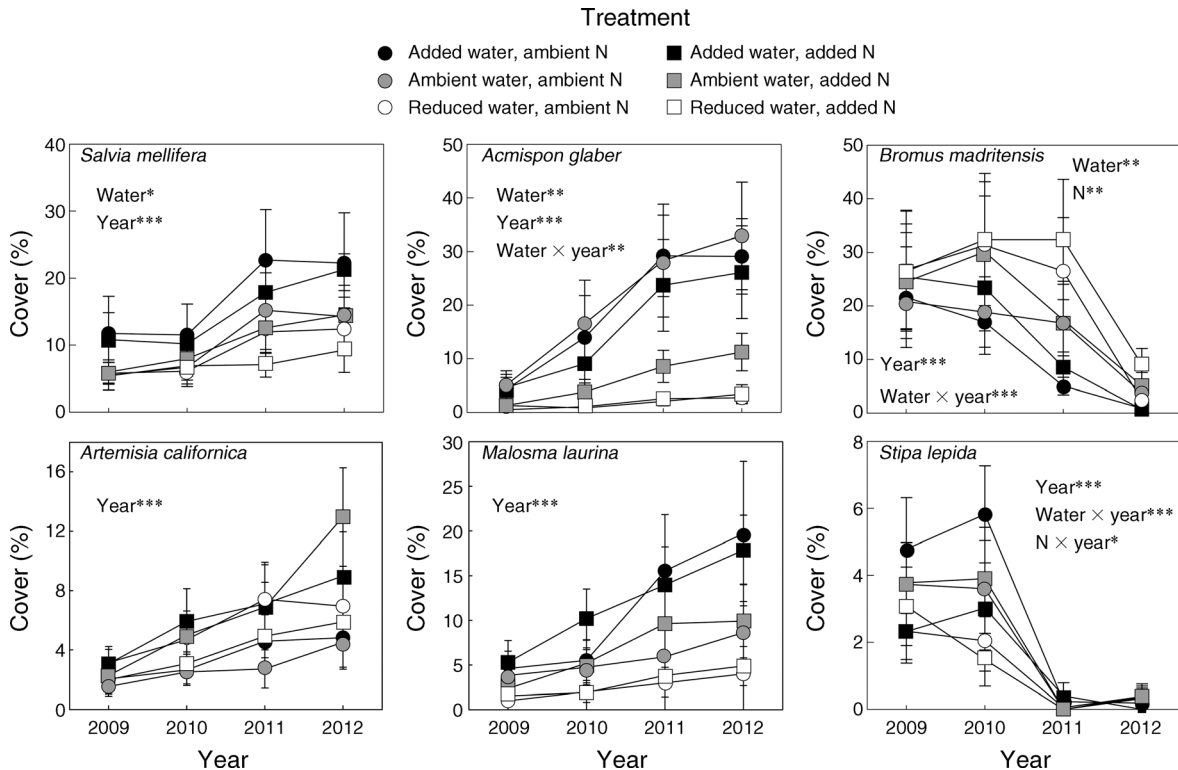 Treatment
Added water, ambient N
Added water, added N
Ambient water, ambient N
Ambient water, added N
Reduced water, ambient N
Reduced water, added N
Salvia mellifera
Water*
Year***
Cover (%)
40
30
20
10
0
Acmispon glaber
Water**
Year***
Water × year**
Cover (%)
50
40
30
20
10
0
Bromus madritensis
Water**
N**
Year***
Water × year***
Cover (%)
50
40
30
20
10
0
Artemisia californica
Year***
Cover (%)
16
12
8
4
0
2009 2010 2011 2012
Year
Malosma laurina
Year***
Cover (%)
30
25
20
15
10
5
0
2009 2010 2011 2012
Year
Stipa lepida
Year***
Water × year***
N × year*
Cover (%)
8
6
4
2
0
2009 2010 2011 2012
Year